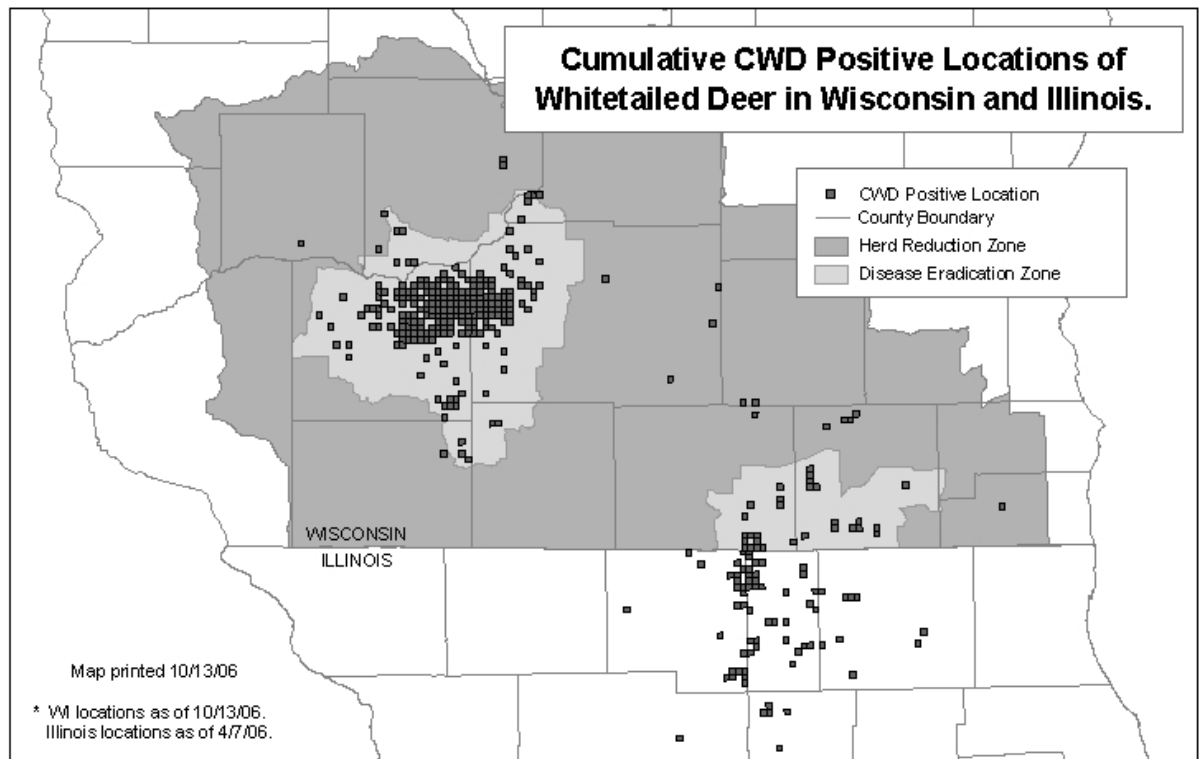 Cumulative CWD Positive Locations of
Whitetailed Deer in Wisconsin and Illinois.
CWD Positive Location
County Boundary
Herd Reduction Zone
Disease Eradication Zone
WISCONSIN
ILLINOIS
Map printed 10/13/06
* WI locations as of 10/13/06.
Illinois locations as of 4/7/06.